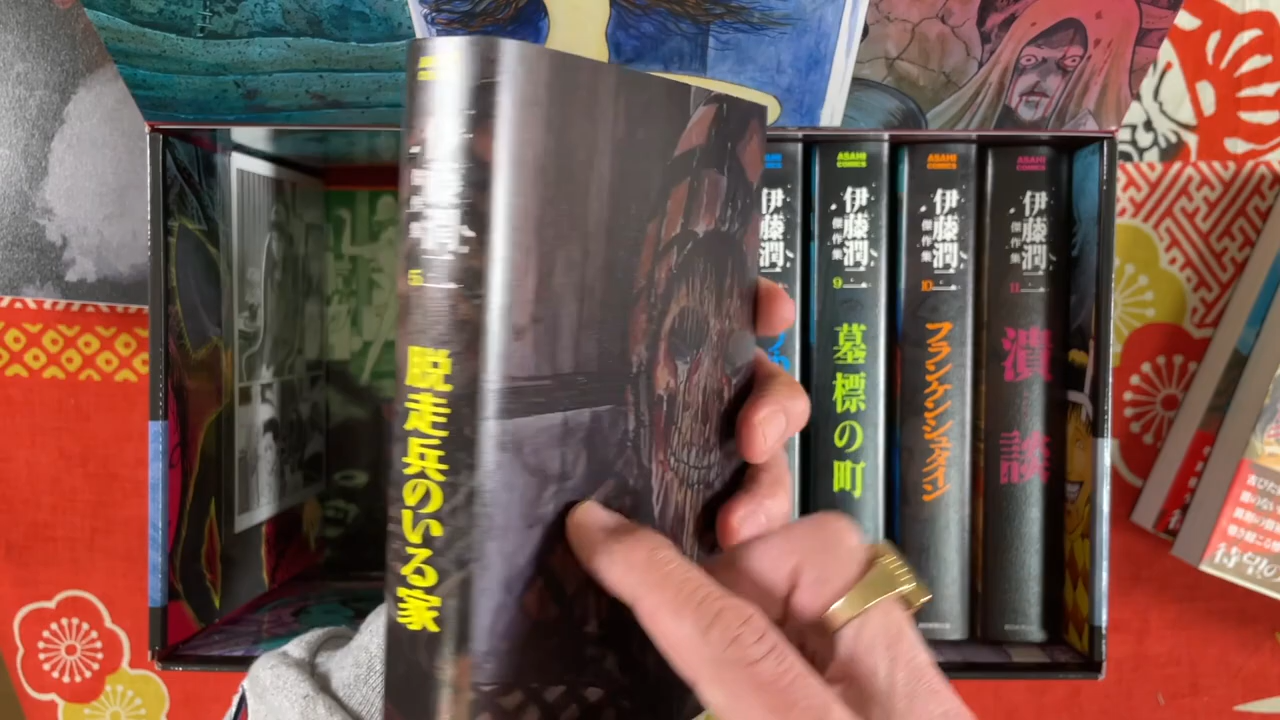 5
脱走兵のいる家
ASAHI
COMICS
伊藤潤二
傑作集
9
墓標の町
ASAHI
COMICS
伊藤潤二
傑作集
10
フランケンシュタイン
ASAHI
COMICS
伊藤潤二
傑作集
11
潰談